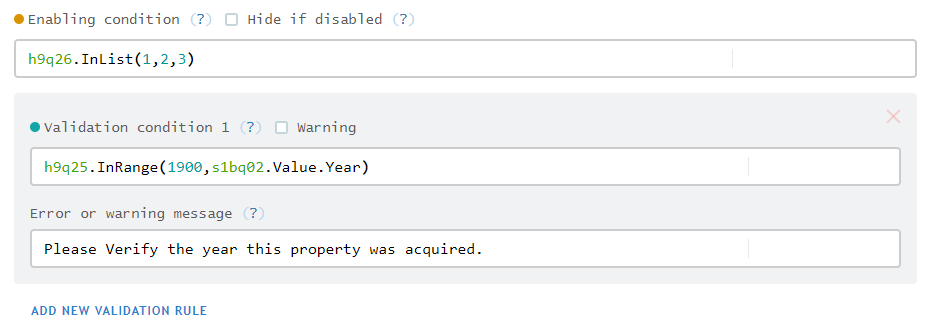 Enabling condition (?) Hide if disabled (?)
h9q26.InList(1,2,3)
Validation condition 1 (?) Warning
h9q25.InRange(1900,s1bq02.Value.Year)
Error or warning message (?)
Please Verify the year this property was acquired.
ADD NEW VALIDATION RULE